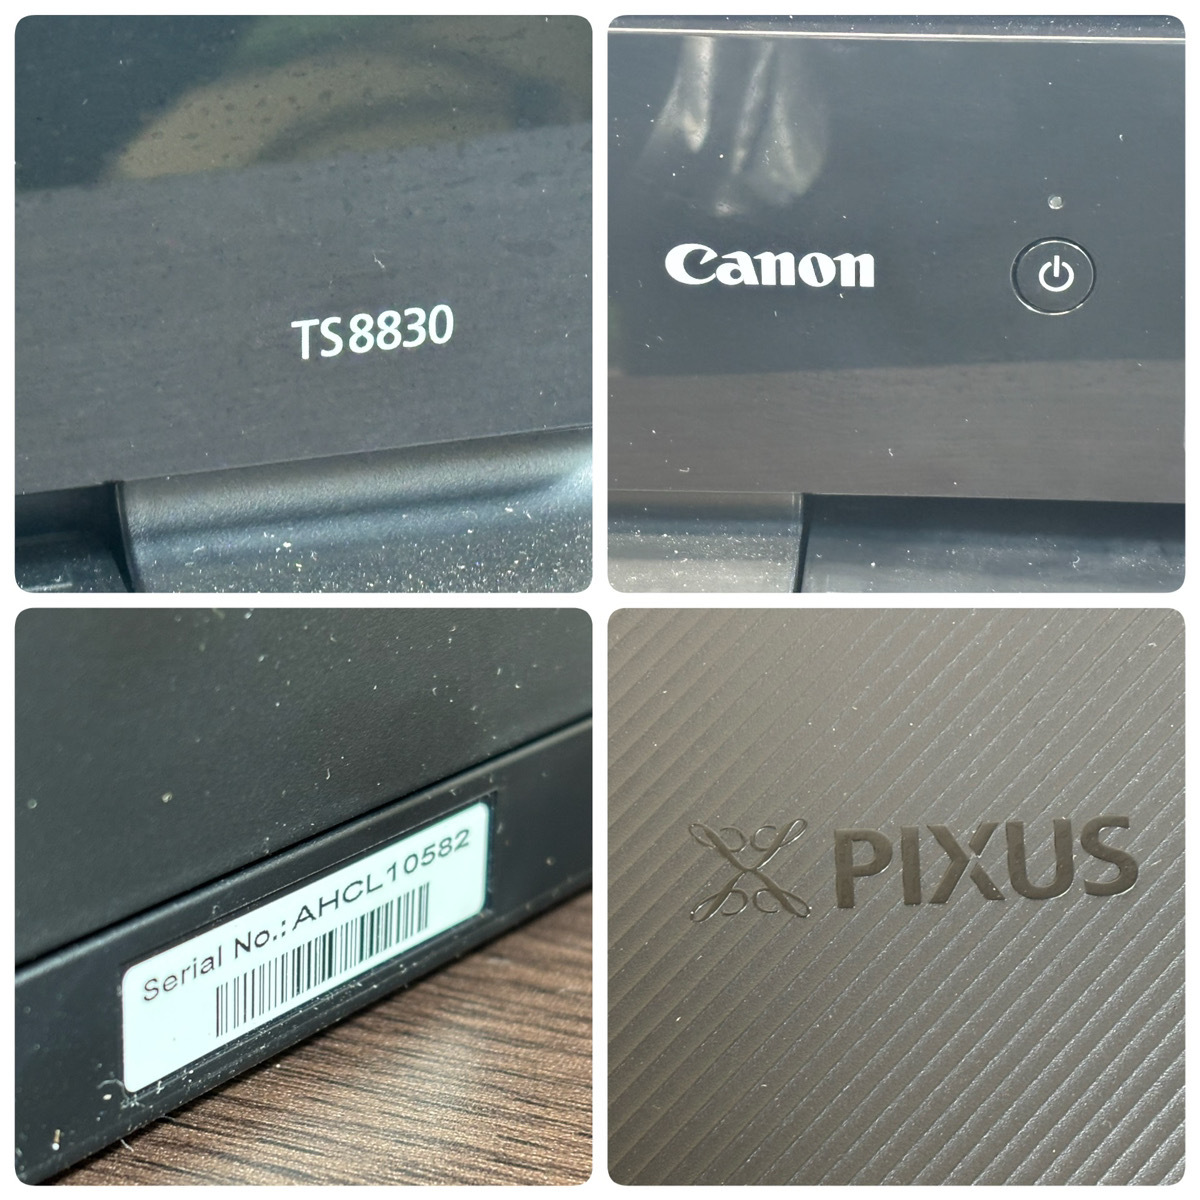 TS8830
Canon
Serial No.: AHCL10582
PIXUS